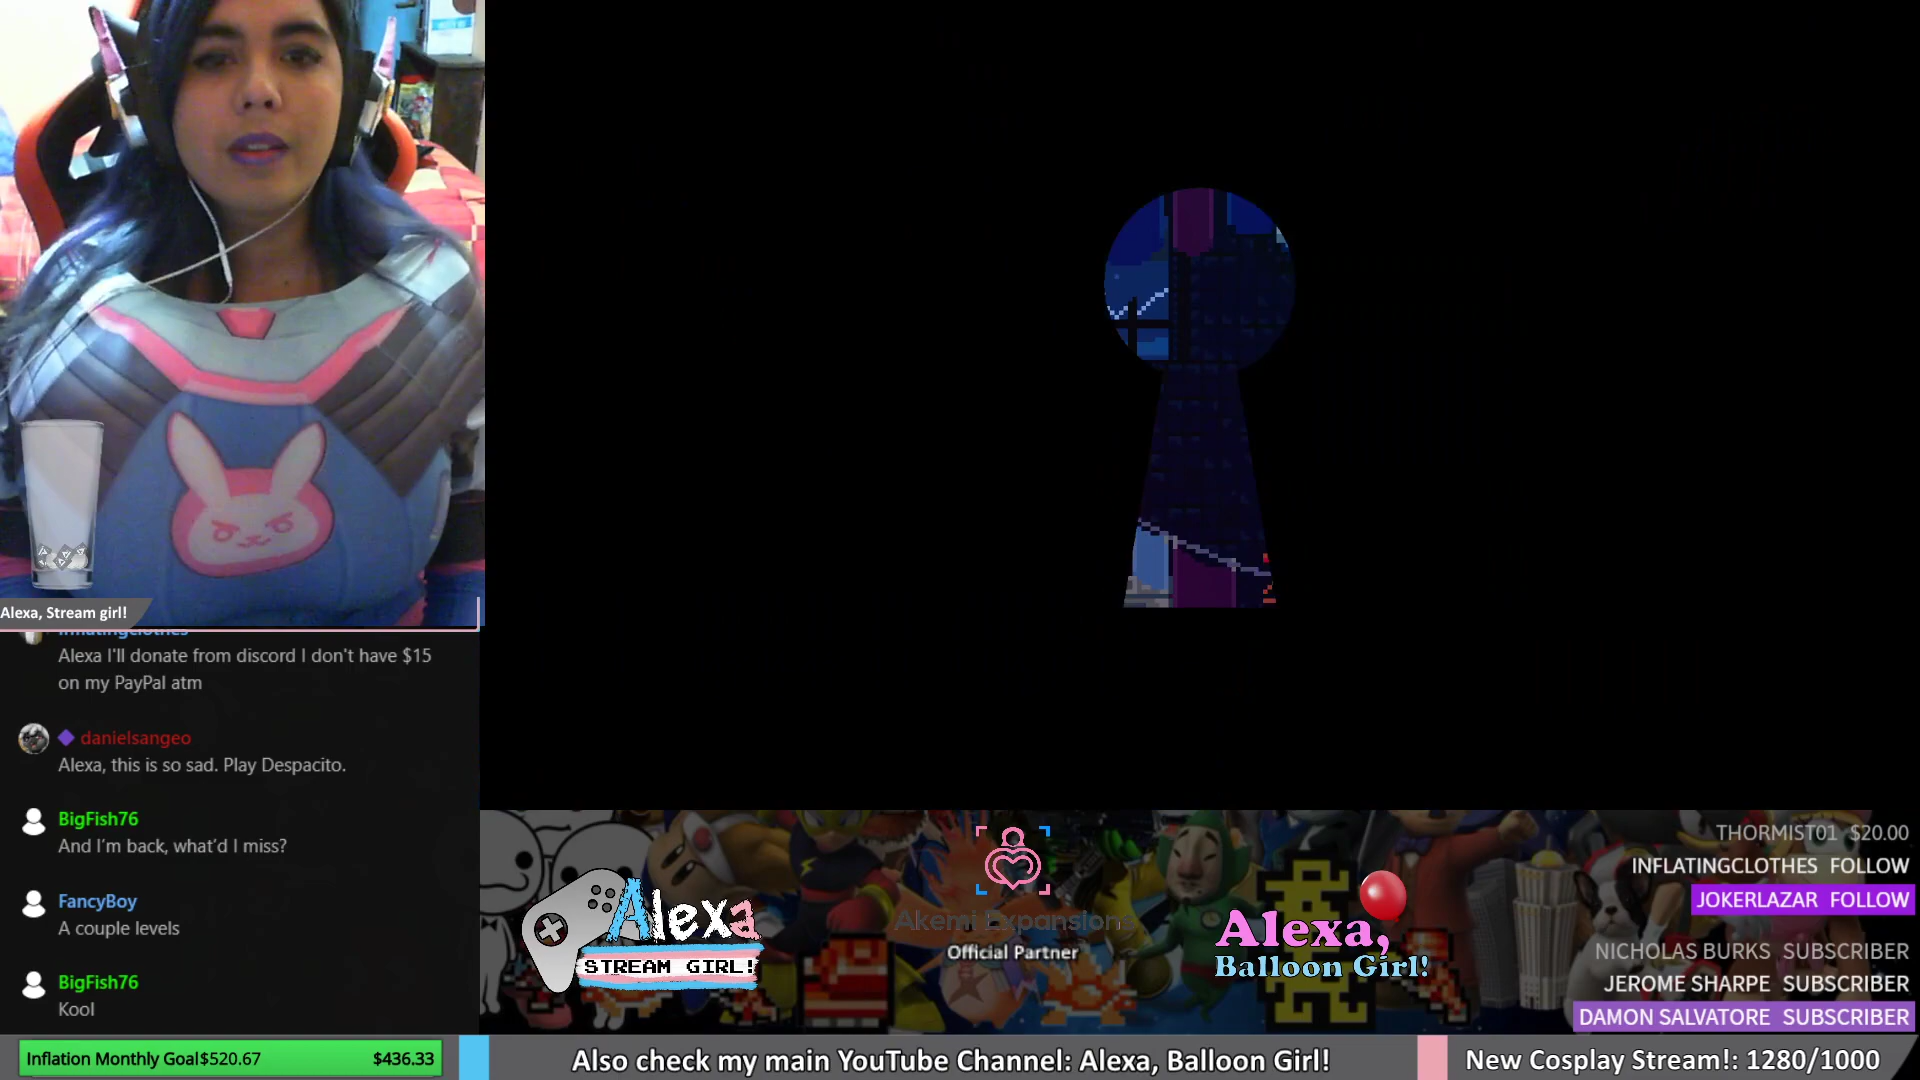 Alexa, Stream girl!
inflatingclothes
Alexa I'll donate from discord I don't have $15
on my PayPal atm
danielsangeo
Alexa, this is so sad. Play Despacito.
BigFish76
And I'm back, what'd I miss?
FancyBoy
A couple levels
BigFish76
Kool
Alexa
STREAM GIRL!
Akemi Expansions
Official Partner
Alexa,
Balloon Girl!
THORMIST01 $20.00
INFLATINGCLOTHES FOLLOW
JOKERLAZAR FOLLOW
NICHOLAS BURKS SUBSCRIBER
JEROME SHARPE SUBSCRIBER
DAMON SALVATORE SUBSCRIBER
Inflation Monthly Goal $520.67 $436.33
Also check my main YouTube Channel: Alexa, Balloon Girl!
New Cosplay Stream!: 1280/1000